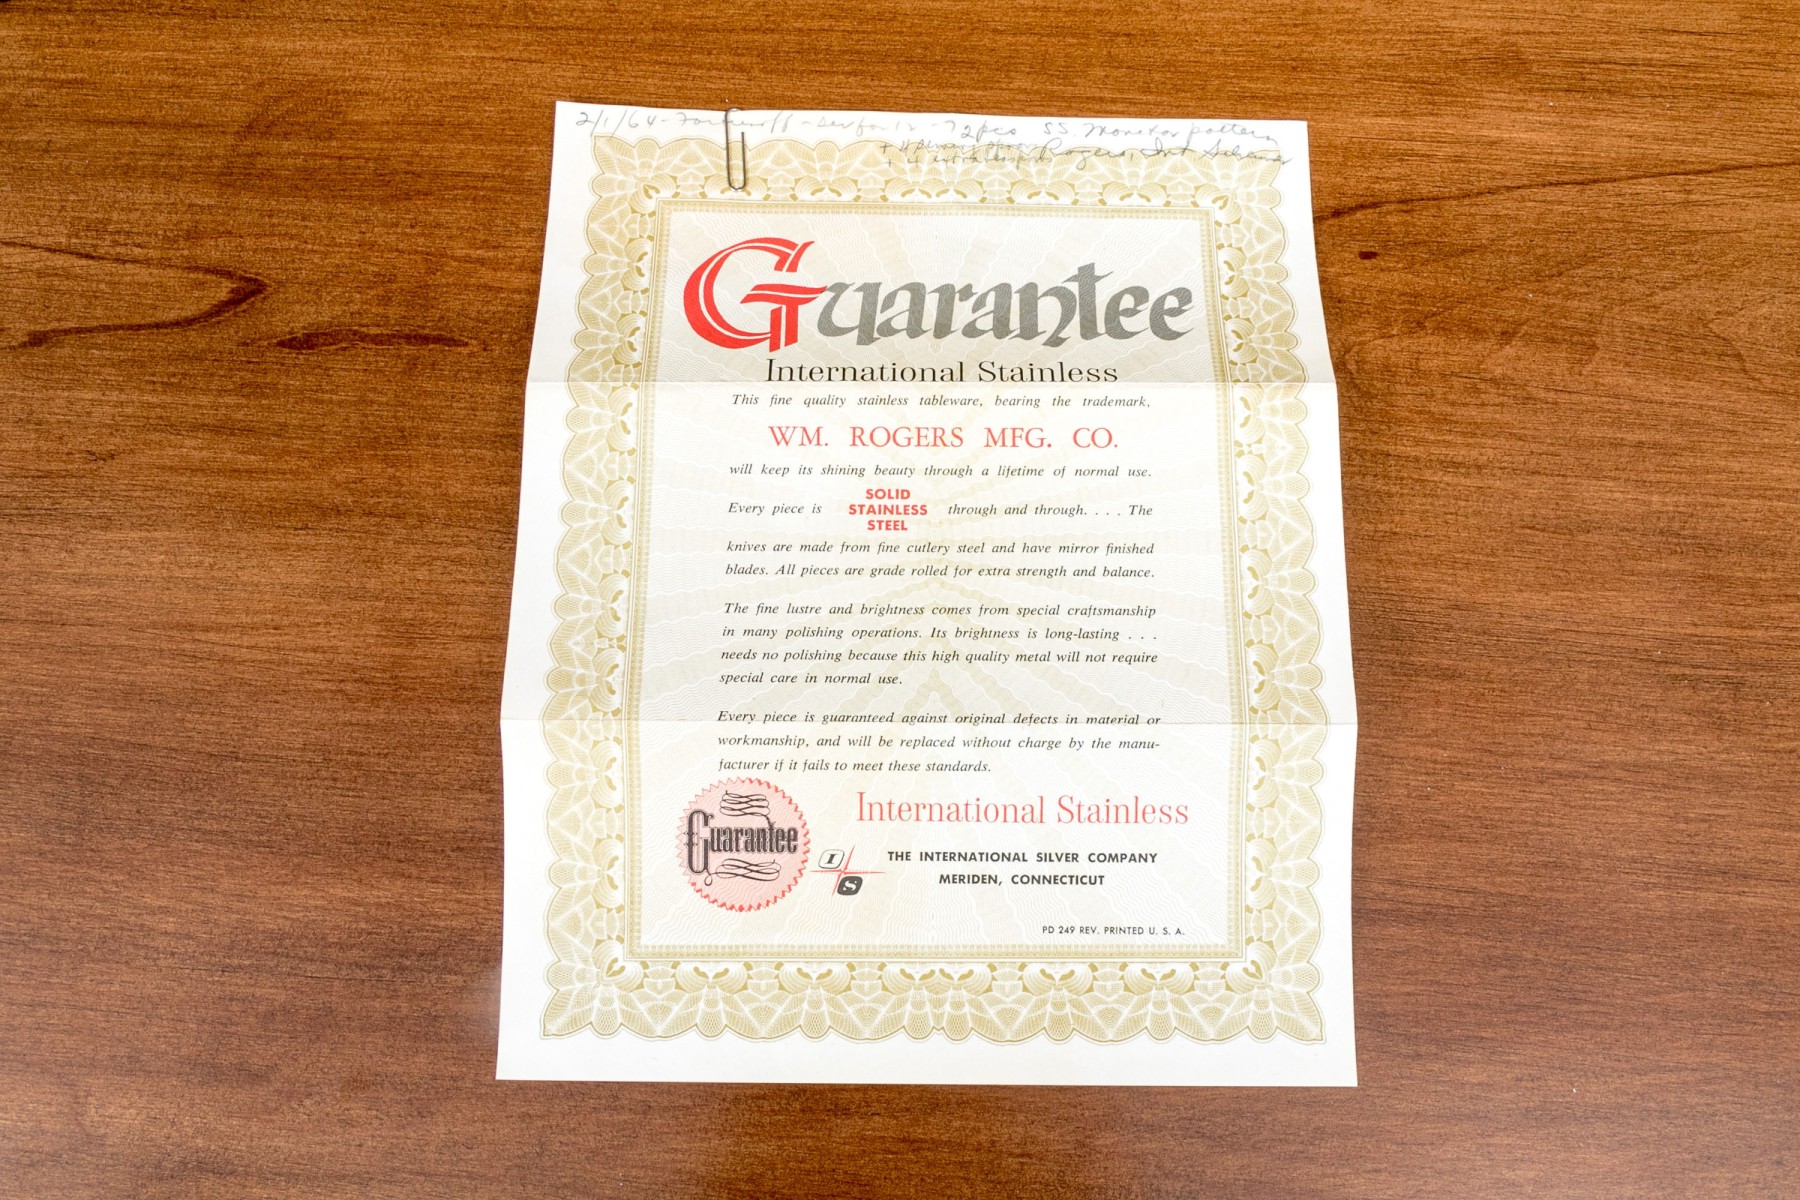 2/1/64 - - Ser for 12 - 72 pcs SS. Monitor pattern
+ 4 Rogers, Int Silver
+ 4 extra
Guarantee
International Stainless
This fine quality stainless tableware, bearing the trademark,
WM. ROGERS MFG. CO.
will keep its shining beauty through a lifetime of normal use.
Every piece is SOLID STAINLESS STEEL through and through. . . . The
knives are made from fine cutlery steel and have mirror finished
blades. All pieces are grade rolled for extra strength and balance.
The fine lustre and brightness comes from special craftsmanship
in many polishing operations. Its brightness is long-lasting . . .
needs no polishing because this high quality metal will not require
special care in normal use.
Every piece is guaranteed against original defects in material or
workmanship, and will be replaced without charge by the manu-
facturer if it fails to meet these standards.
Guarantee
International Stainless
I
S
THE INTERNATIONAL SILVER COMPANY
MERIDEN, CONNECTICUT
PD 249 REV. PRINTED U. S. A.